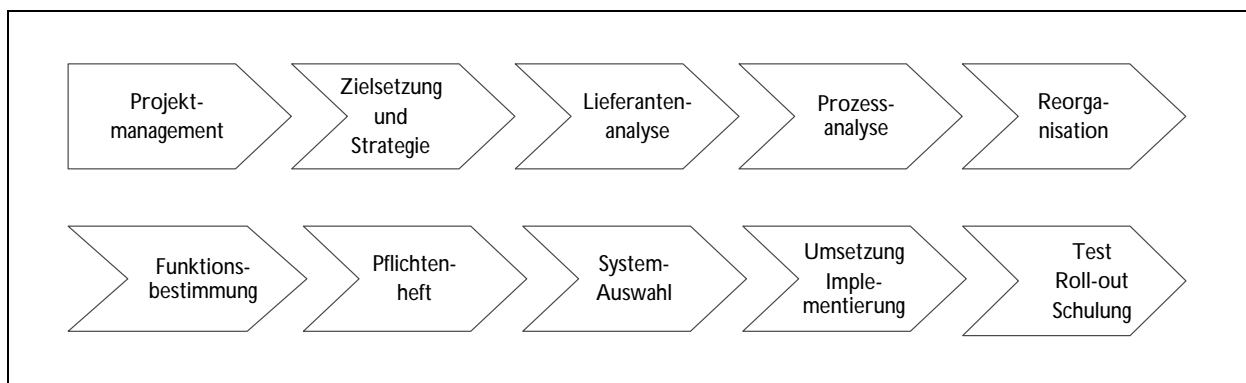 Projekt-
management
Zielsetzung
und
Strategie
Lieferanten-
analyse
Prozess-
analyse
Reorga-
nisation
Funktions-
bestimmung
Pflichten-
heft
System-
Auswahl
Umsetzung
Imple-
mentierung
Test
Roll-out
Schulung